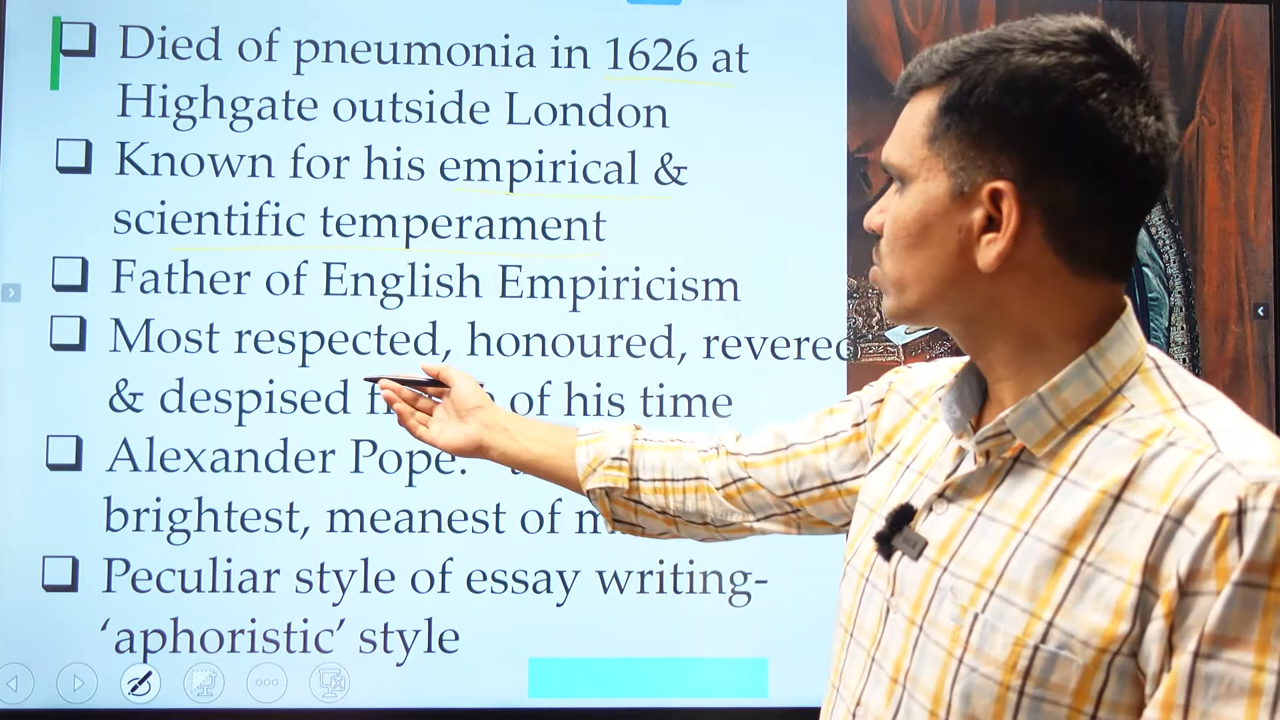 ❑ Died of pneumonia in 1626 at
Highgate outside London
❑ Known for his empirical &
scientific temperament
❑ Father of English Empiricism
❑ Most respected, honoured, revered
& despised of his time
❑ Alexander Pope:
brightest, meanest of
❑ Peculiar style of essay writing-
‘aphoristic’ style